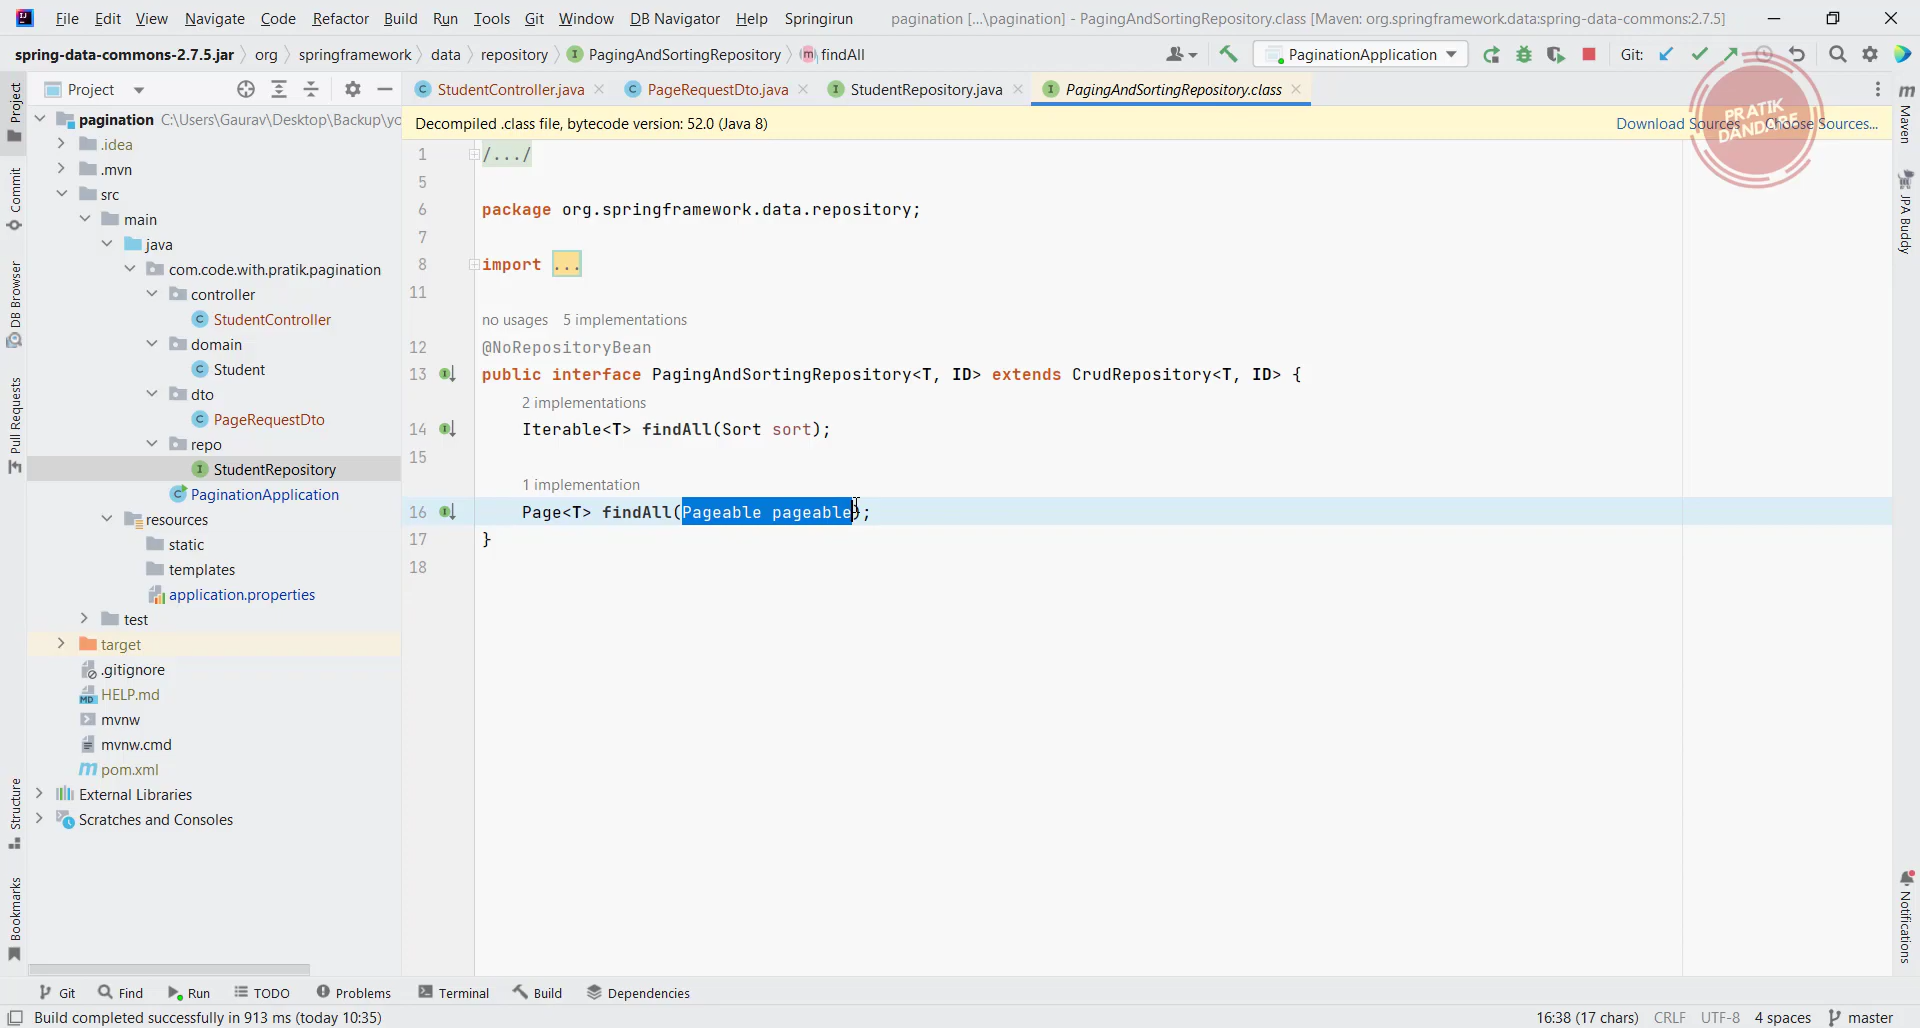 File Edit View Navigate Code Refactor Build Run Tools Git Window DB Navigator Help Springirun pagination [...\pagination] - PagingAndSortingRepository.class [Maven: org.springframework.data:spring-data-commons:2.7.5]
spring-data-commons-2.7.5.jar org springframework data repository PagingAndSortingRepository findAll PaginationApplication Git:
Project StudentController.java PageRequestDto.java StudentRepository.java PagingAndSortingRepository.class
Decompiled .class file, bytecode version: 52.0 (Java 8) Download Sources Choose Sources...
PRATIK
DANDARE
Project
Commit
DB Browser
Pull Requests
Structure
Bookmarks
pagination C:\Users\Gaurav\Desktop\Backup\yo
.idea
.mvn
src
main
java
com.code.with.pratik.pagination
controller
StudentController
domain
Student
dto
PageRequestDto
repo
StudentRepository
PaginationApplication
resources
static
templates
application.properties
test
target
.gitignore
HELP.md
mvnw
mvnw.cmd
pom.xml
External Libraries
Scratches and Consoles
1 /.../
5
6 package org.springframework.data.repository;
7
8 import ...
11
no usages 5 implementations
12 @NoRepositoryBean
13 public interface PagingAndSortingRepository<T, ID> extends CrudRepository<T, ID> {
2 implementations
14 Iterable<T> findAll(Sort sort);
15
1 implementation
16 Page<T> findAll(Pageable pageable);
17 }
18
Maven
JPA Buddy
Notifications
Git Find Run TODO Problems Terminal Build Dependencies
Build completed successfully in 913 ms (today 10:35) 16:38 (17 chars) CRLF UTF-8 4 spaces master